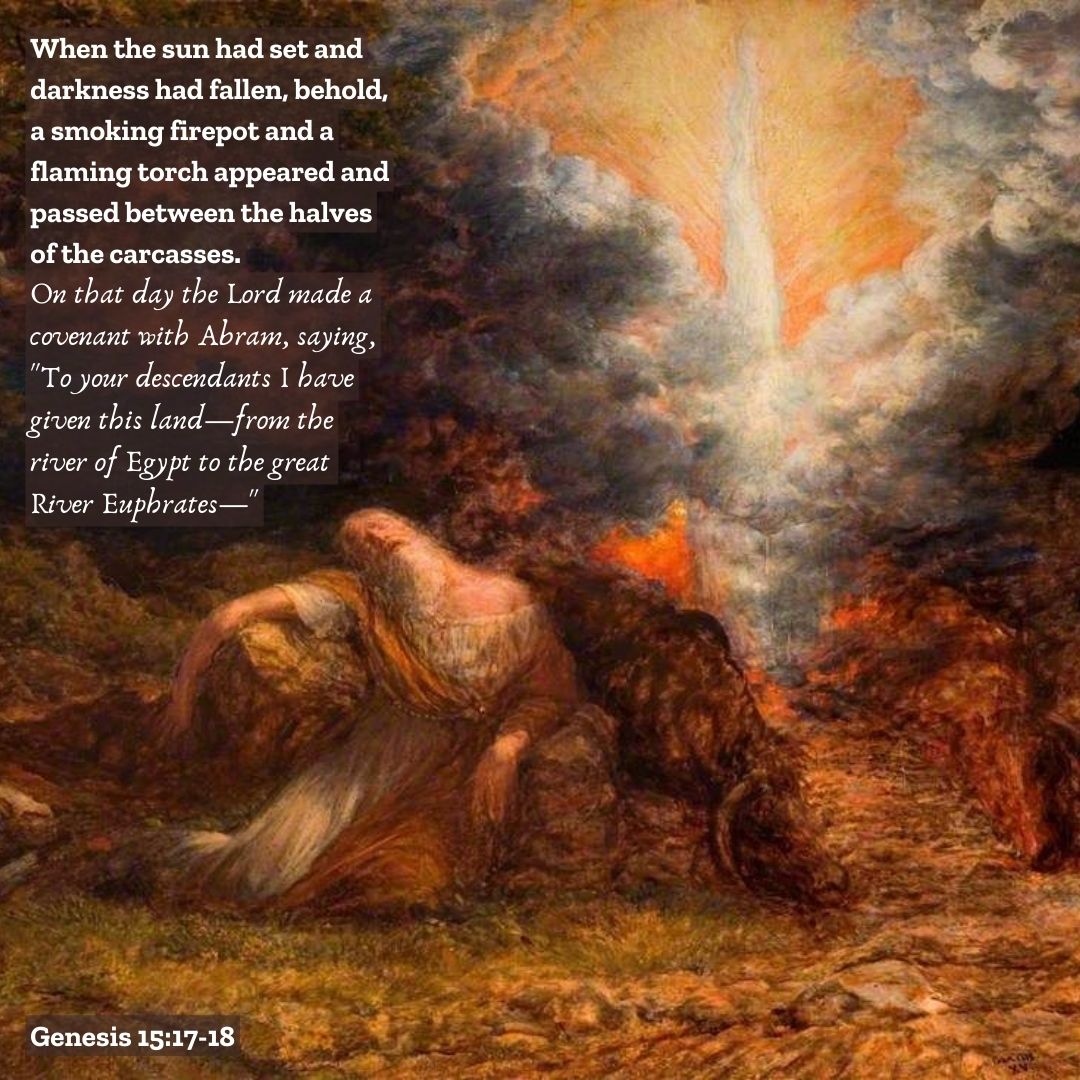 When the sun had set and
darkness had fallen, behold,
a smoking firepot and a
flaming torch appeared and
passed between the halves
of the carcasses.
On that day the Lord made a
covenant with Abram, saying,
"To your descendants I have
given this land—from the
river of Egypt to the great
River Euphrates—"
Genesis 15:17-18